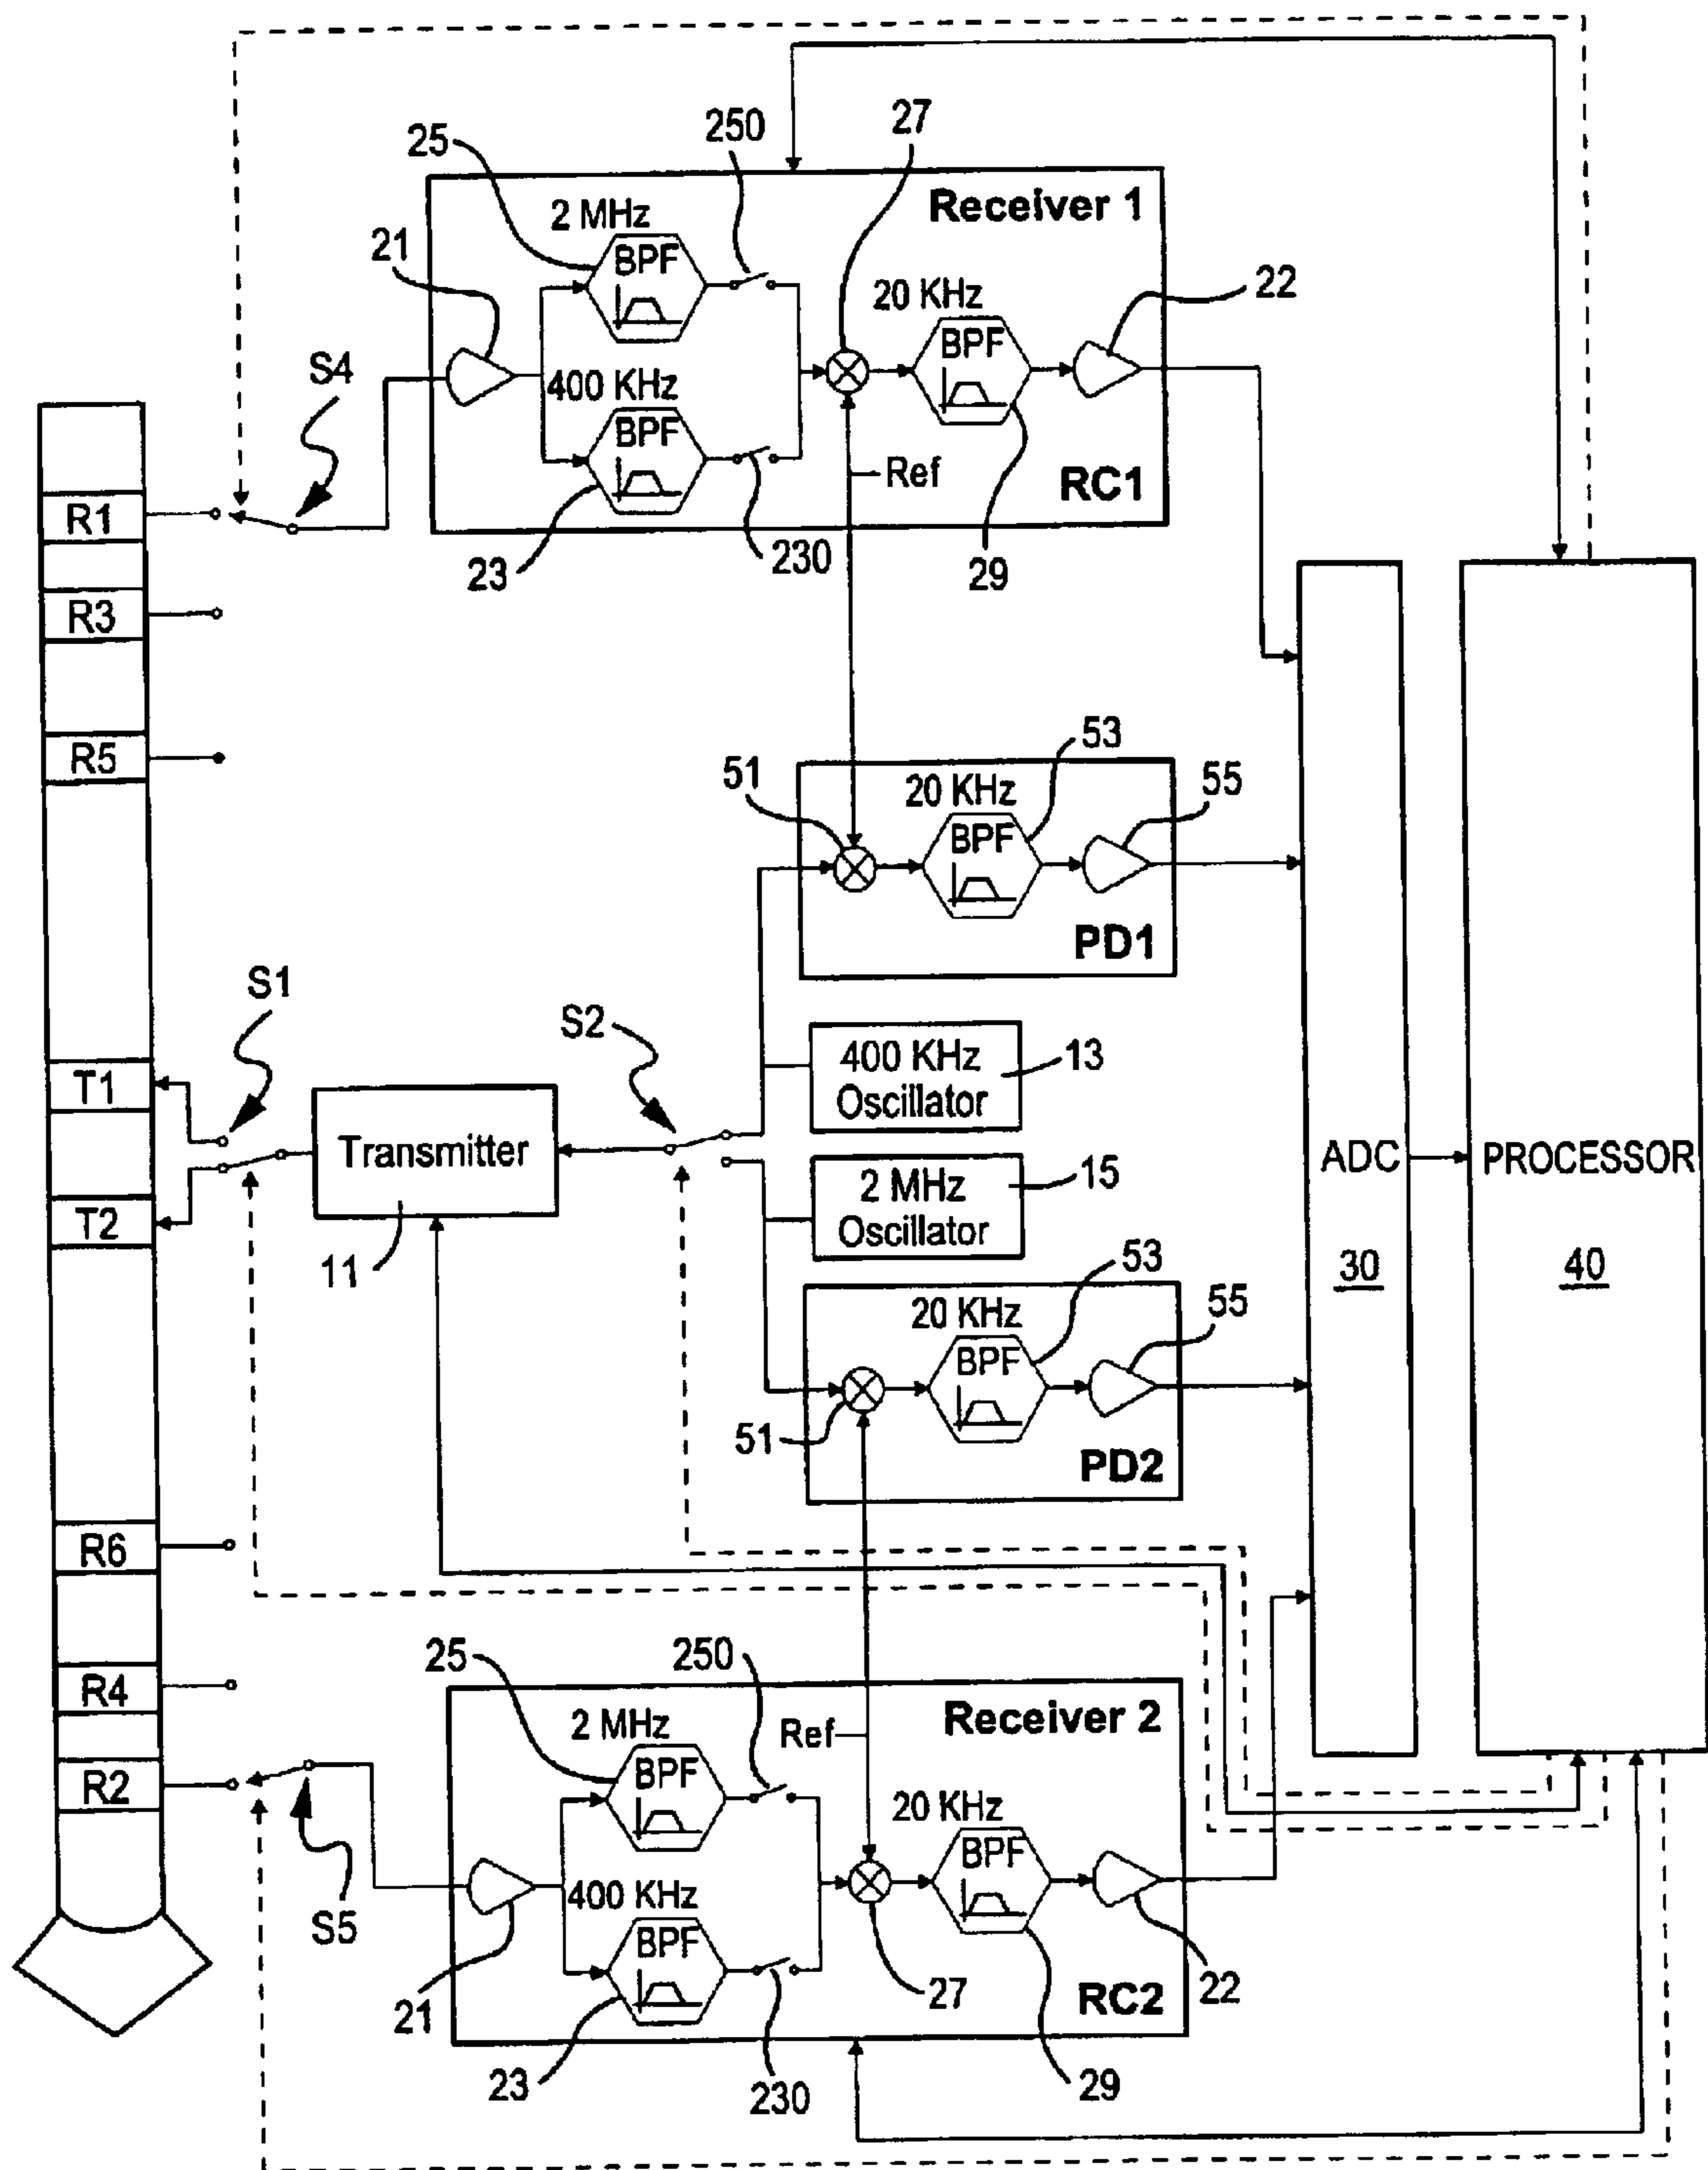 27
250
25
Receiver 1
2 MHz
21
BPF
22
20 KHz
S4
BPF
400 KHz
BPF
Ref
RC1
R1
23
230
29
R3
R5
53
51
20 KHz
55
BPF
PD1
S1
S2
T1
400 KHz
Oscillator
13
Transmitter
ADC
PROCESSOR
2 MHz
Oscillator
15
T2
11
30
40
53
20 KHz
55
BPF
51
PD2
R6
25
250
R4
Receiver 2
2 MHz
Ref
R2
BPF
20 KHz
BPF
400 KHz
S5
BPF
21
27
RC2
22
23
230
29